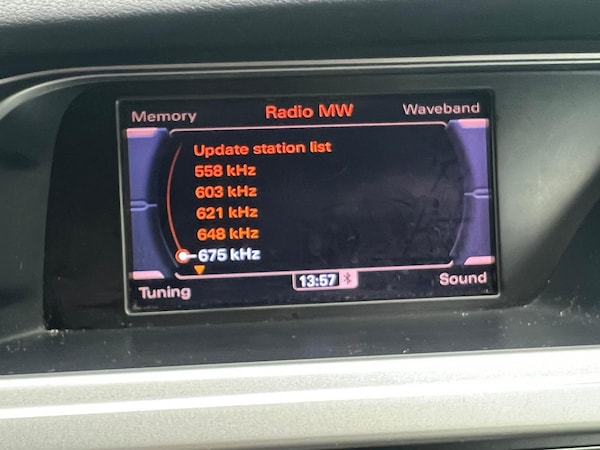 Memory Radio MW Waveband
Update station list
558 kHz
603 kHz
621 kHz
648 kHz
675 kHz
Tuning 13:57 Sound